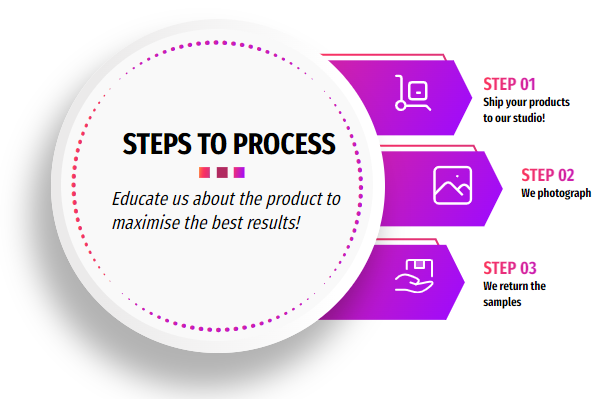 STEPS TO PROCESS
Educate us about the product to
maximise the best results!
STEP 01
Ship your products
to our studio!
STEP 02
We photograph
STEP 03
We return the
samples